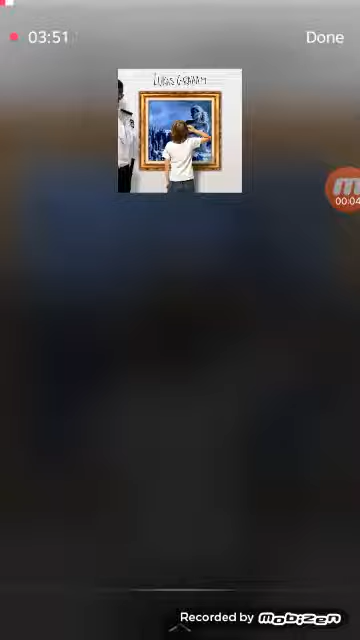 03:51
Done
LUKAS GRAHAM
00:04
Recorded by MOBIZEN